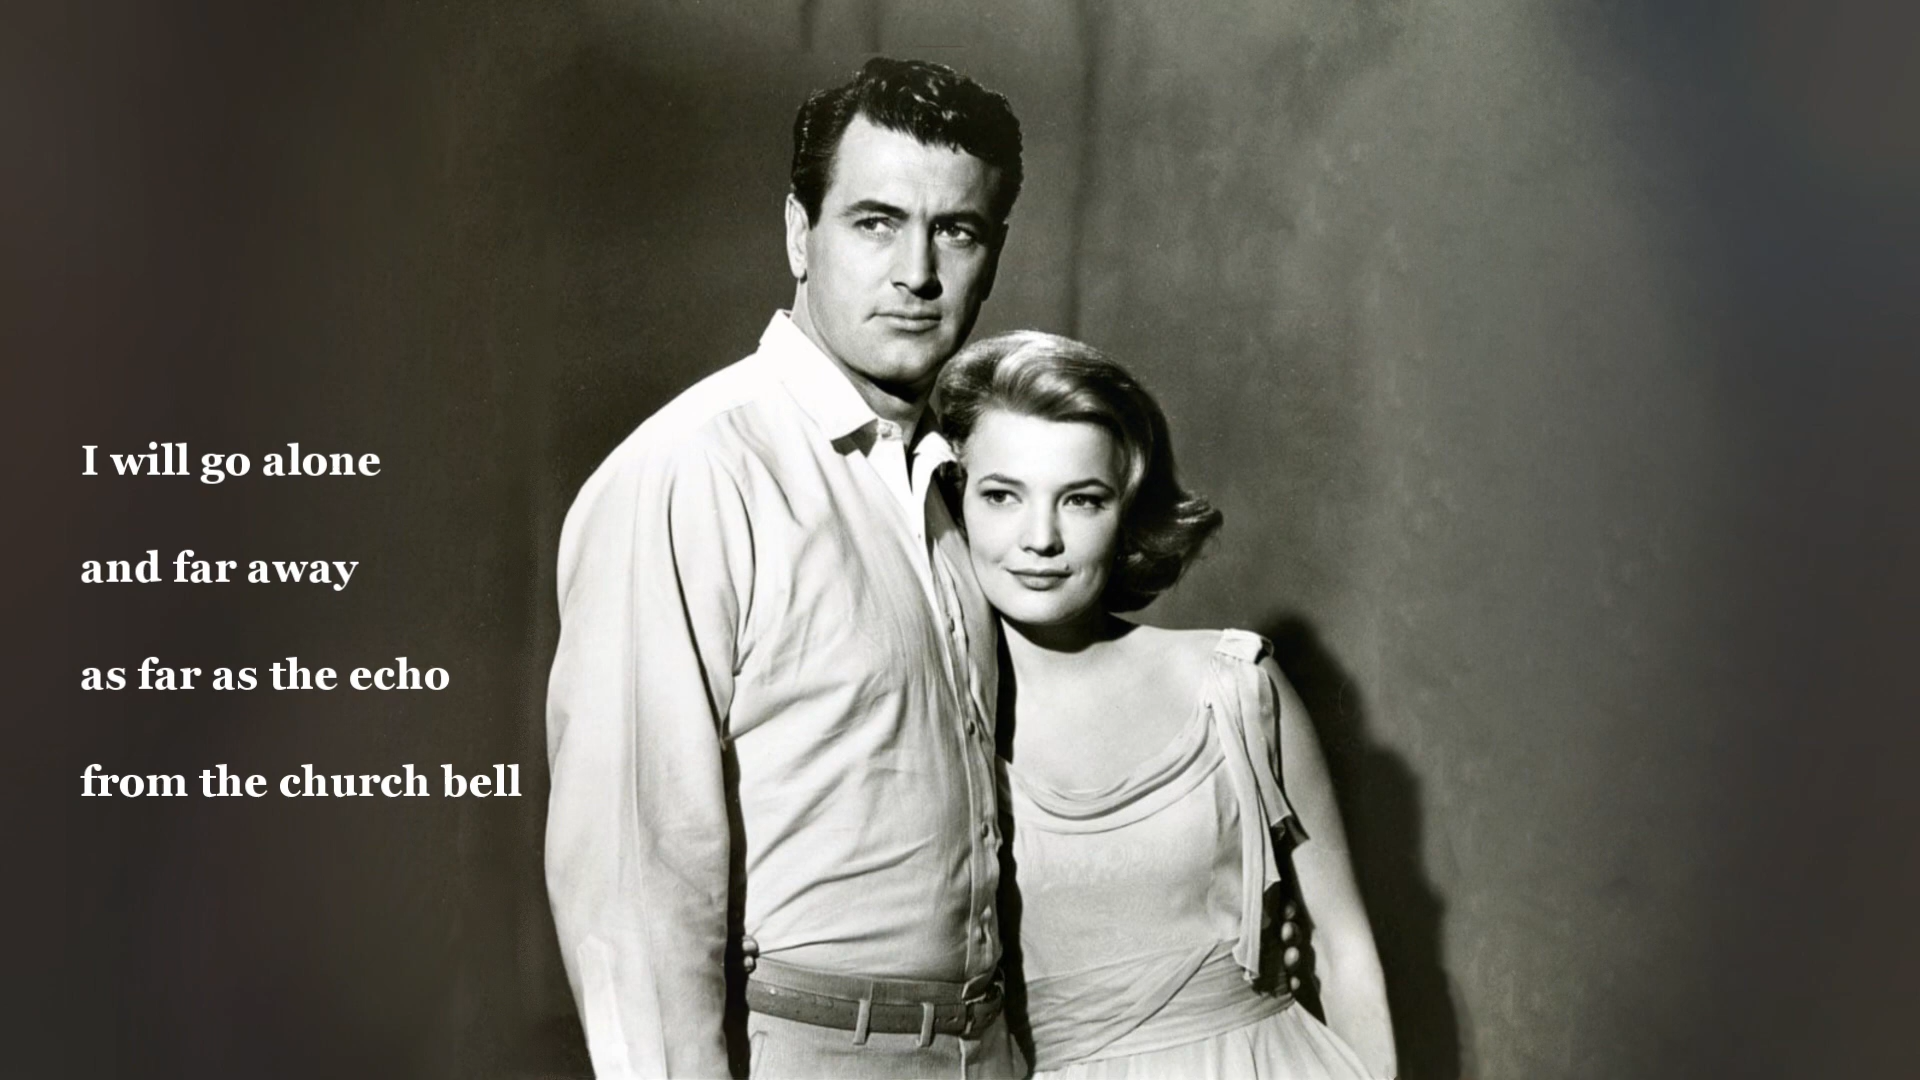 I will go alone
and far away
as far as the echo
from the church bell